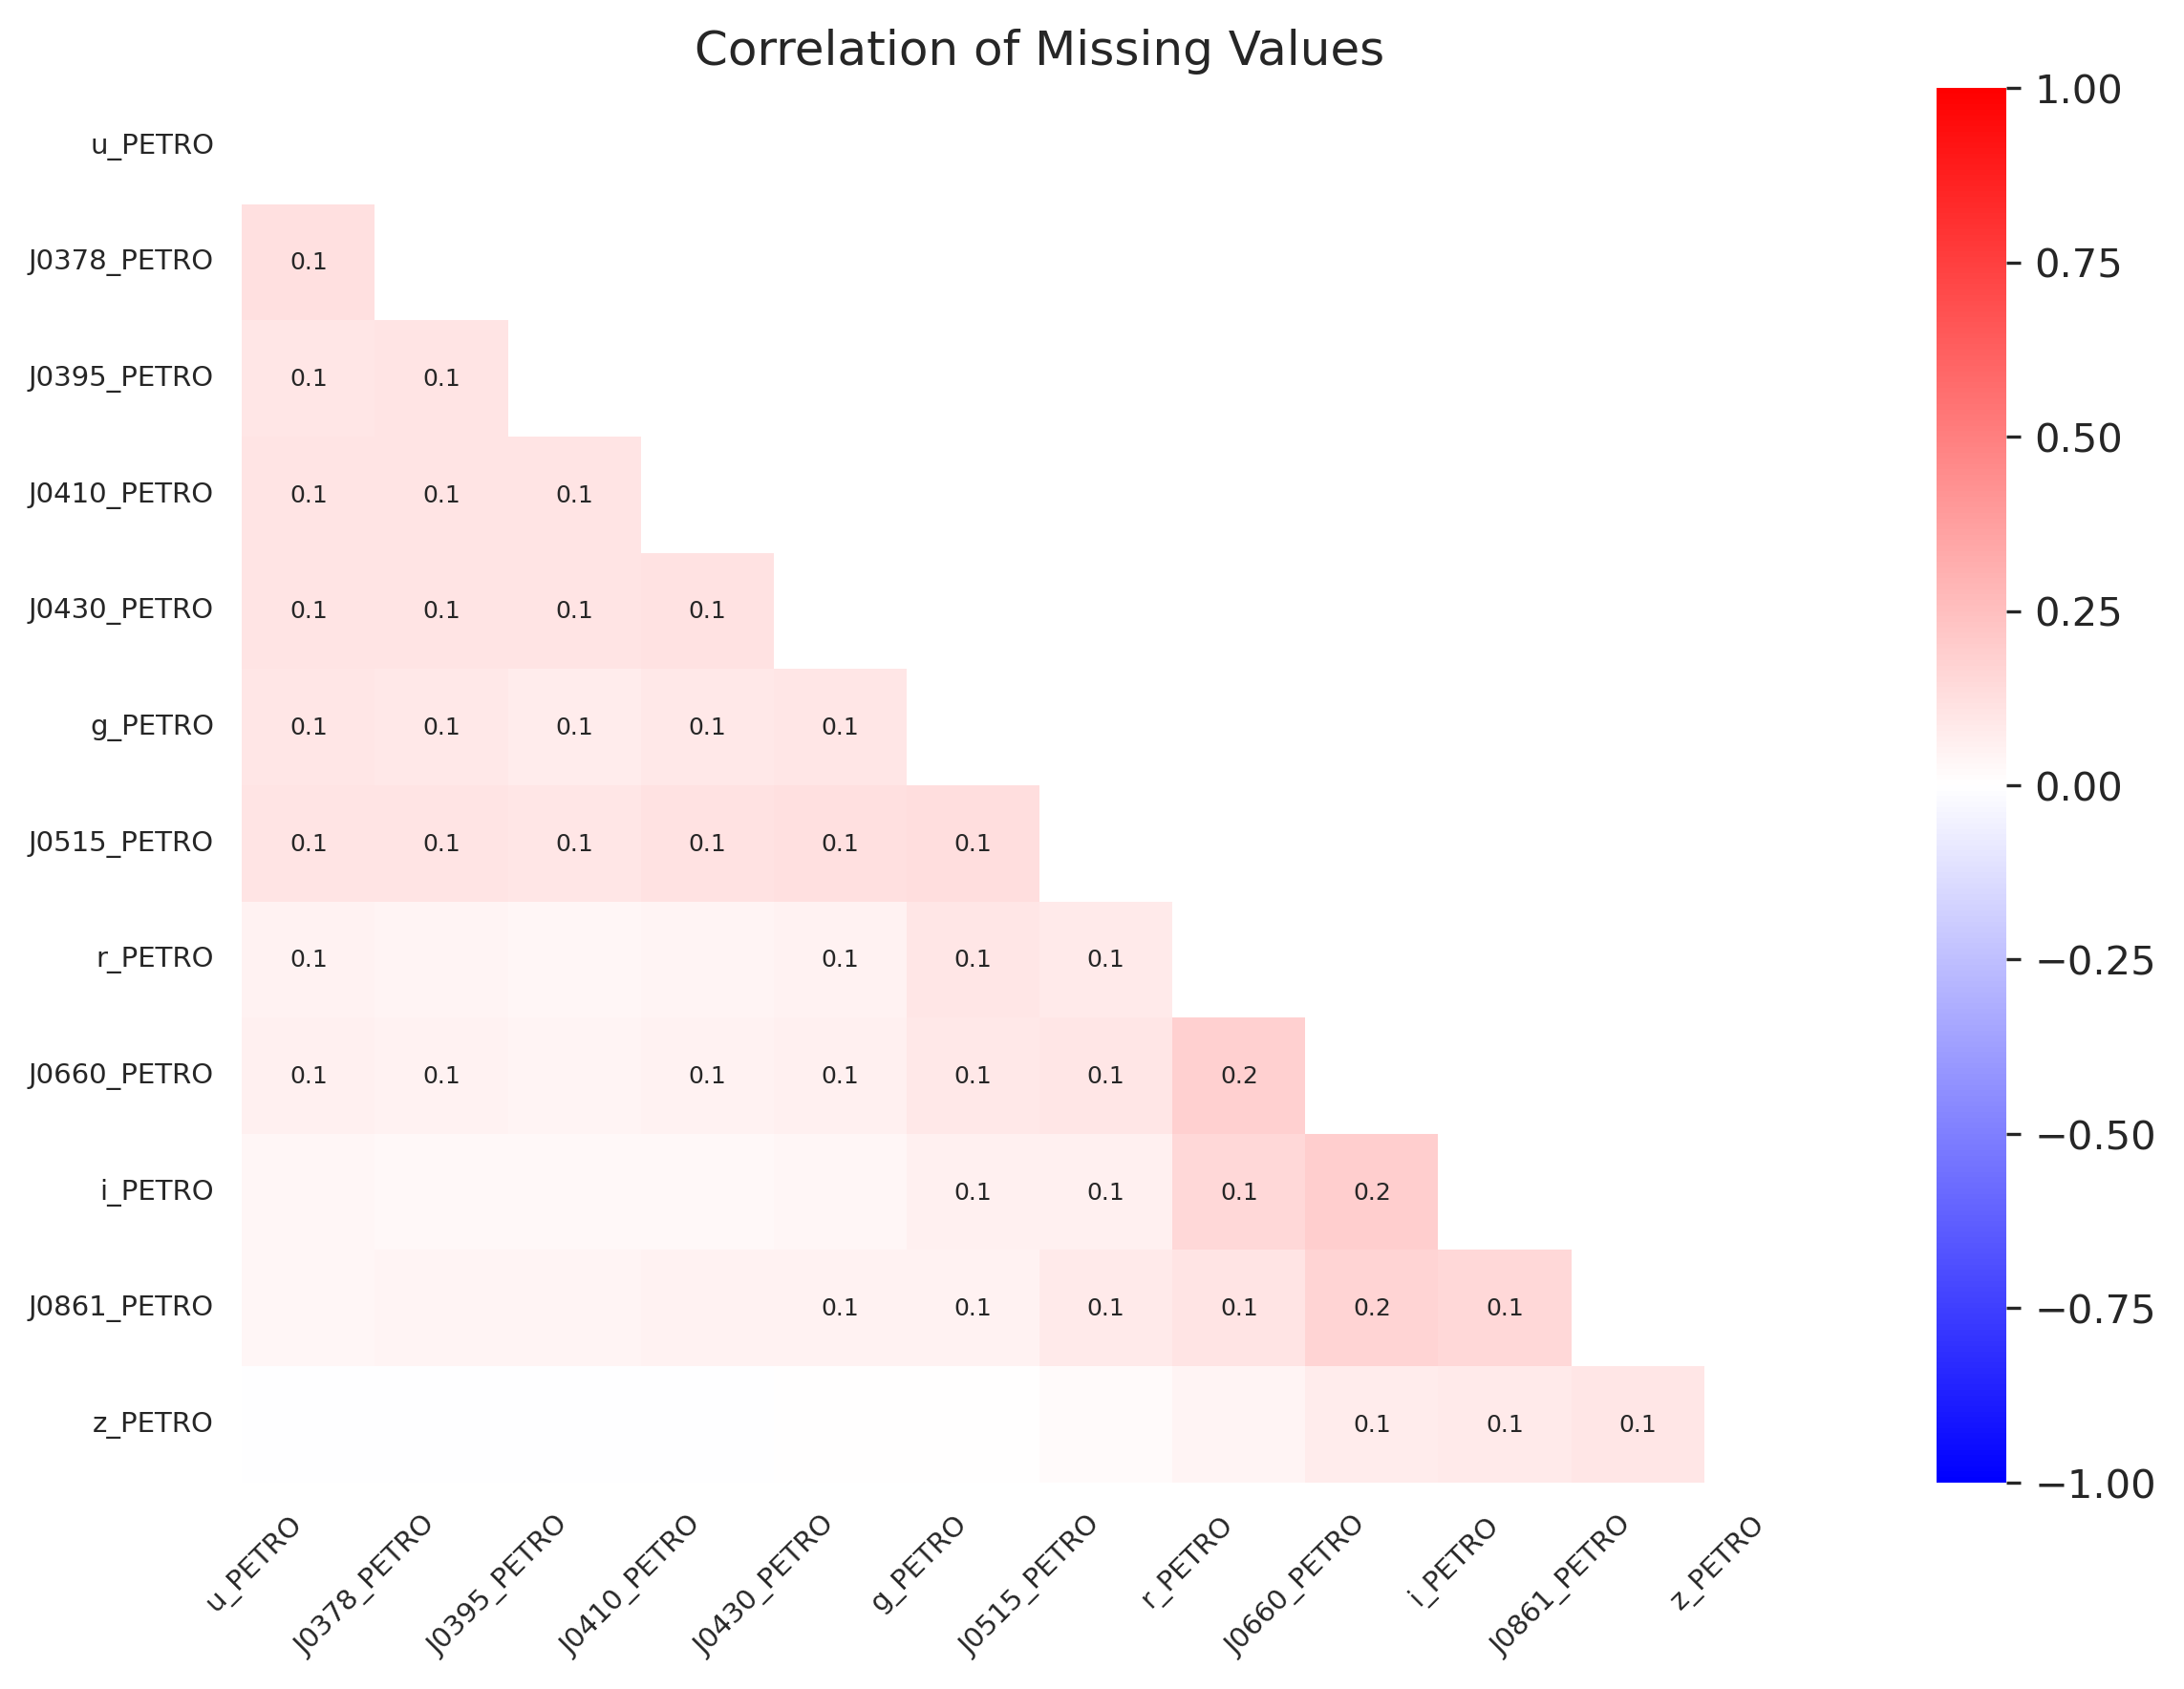 Correlation of Missing Values
u_PETRO
J0378_PETRO 0.1
J0395_PETRO 0.1 0.1
J0410_PETRO 0.1 0.1 0.1
J0430_PETRO 0.1 0.1 0.1 0.1
g_PETRO 0.1 0.1 0.1 0.1 0.1
J0515_PETRO 0.1 0.1 0.1 0.1 0.1 0.1
r_PETRO 0.1 0.1 0.1 0.1
J0660_PETRO 0.1 0.1 0.1 0.1 0.1 0.1 0.2
i_PETRO 0.1 0.1 0.1 0.2
J0861_PETRO 0.1 0.1 0.1 0.1 0.2 0.1
z_PETRO 0.1 0.1 0.1
u_PETRO J0378_PETRO J0395_PETRO J0410_PETRO J0430_PETRO g_PETRO J0515_PETRO r_PETRO J0660_PETRO i_PETRO J0861_PETRO z_PETRO
1.00
0.75
0.50
0.25
0.00
−0.25
−0.50
−0.75
−1.00